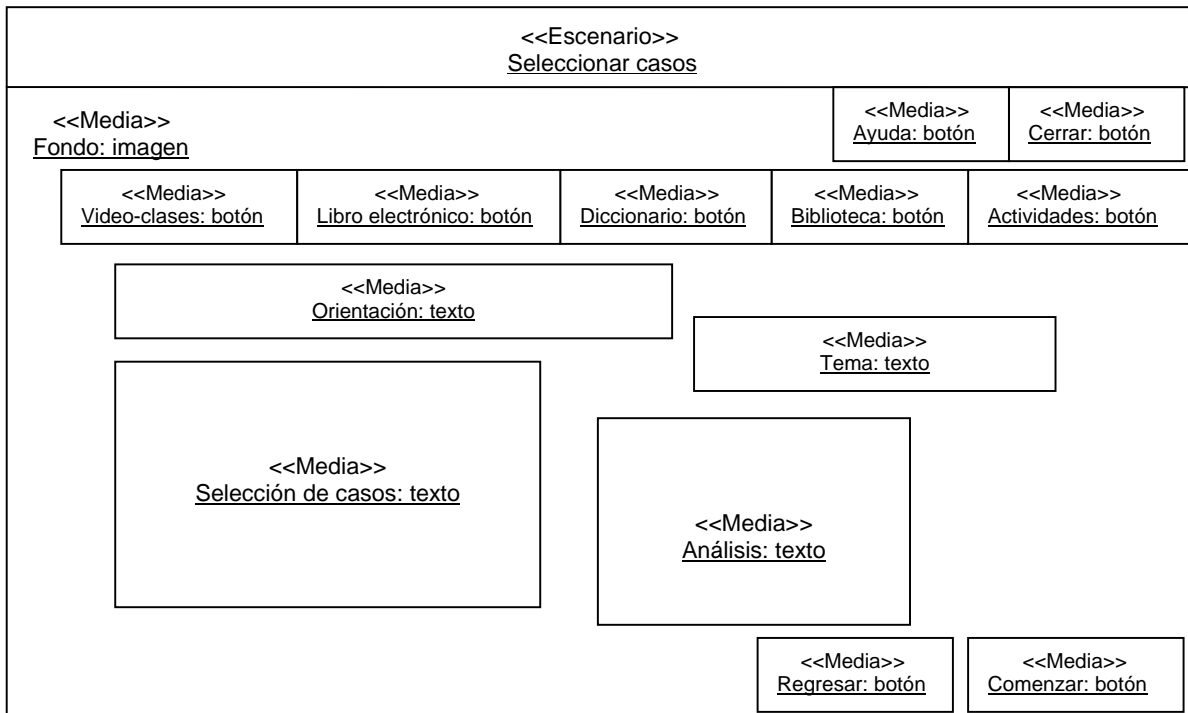 <<Escenario>>
Seleccionar casos
<<Media>>
Fondo: imagen
<<Media>>
Ayuda: botón
<<Media>>
Cerrar: botón
<<Media>>
Video-clases: botón
<<Media>>
Libro electrónico: botón
<<Media>>
Diccionario: botón
<<Media>>
Biblioteca: botón
<<Media>>
Actividades: botón
<<Media>>
Orientación: texto
<<Media>>
Tema: texto
<<Media>>
Selección de casos: texto
<<Media>>
Análisis: texto
<<Media>>
Regresar: botón
<<Media>>
Comenzar: botón